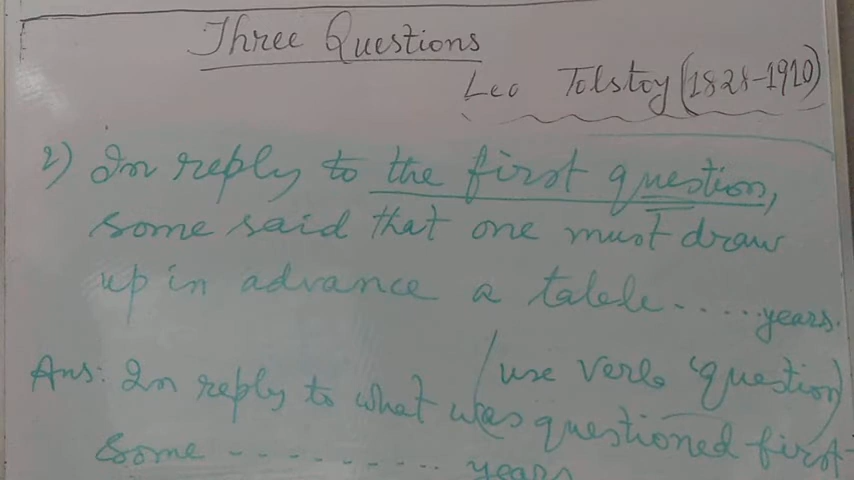 Three Questions
Leo Tolstoy (1828-1910)
2) In reply to the first question,
some said that one must draw
up in advance a table ..... years.
(use verb 'question)
Ans: In reply to what was questioned first
some .......... years